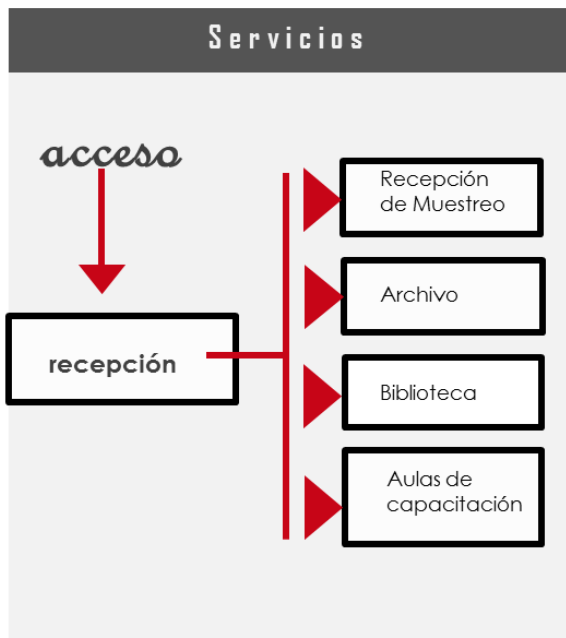 Servicios
acceso
recepción
Recepción
de Muestreo
Archivo
Biblioteca
Aulas de
capacitación